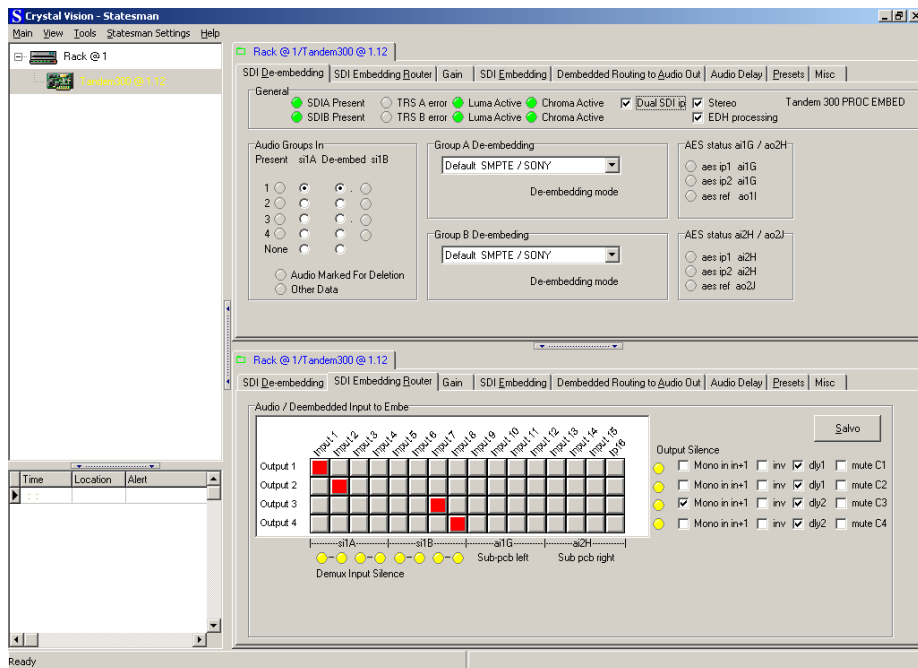 Crystal Vision - Statesman
Main View Tools Statesman Settings Help
Rack @ 1
Tandem300 @ 1.12
Rack @ 1/Tandem300 @ 1.12
SDI De-embedding SDI Embedding Router Gain SDI Embedding Dembedded Routing to Audio Out Audio Delay Presets Misc
General
SDIA Present TRS A error Luma Active Chroma Active Dual SDI ip Stereo Tandem 300 PROC EMBED
SDIB Present TRS B error Luma Active Chroma Active EDH processing
Audio Groups In
Present si1A De-embed si1B
1 .
2
3 .
4
None
Audio Marked For Deletion
Other Data
Group A De-embedding
Default SMPTE / SONY
De-embedding mode
Group B De-embeding
Default SMPTE / SONY
De-embedding mode
AES status ai1G / ao2H
aes ip1 ai1G
aes ip2 ai1G
aes ref ao1I
AES status ai2H / ao2J
aes ip1 ai2H
aes ip2 ai2H
aes ref ao2J
Rack @ 1/Tandem300 @ 1.12
SDI De-embedding SDI Embedding Router Gain SDI Embedding Dembedded Routing to Audio Out Audio Delay Presets Misc
Audio / Deembedded Input to Embe
Input 1 Input 2 Input 3 Input 4 Input 5 Input 6 Input 7 Input 8 Input 9 Input 10 Input 11 Input 12 Input 13 Input 14 Input 15 Ip16
Salvo
Output Silence
Output 1 Mono in in+1 inv dly1 mute C1
Output 2 Mono in in+1 inv dly1 mute C2
Output 3 Mono in in+1 inv dly2 mute C3
Output 4 Mono in in+1 inv dly2 mute C4
|-------si1A---------|-------si1B---------|--------ai1G---------|--------ai2H---------|
Sub-pcb left Sub pcb right
Demux Input Silence
Time Location Alert
: :
Ready